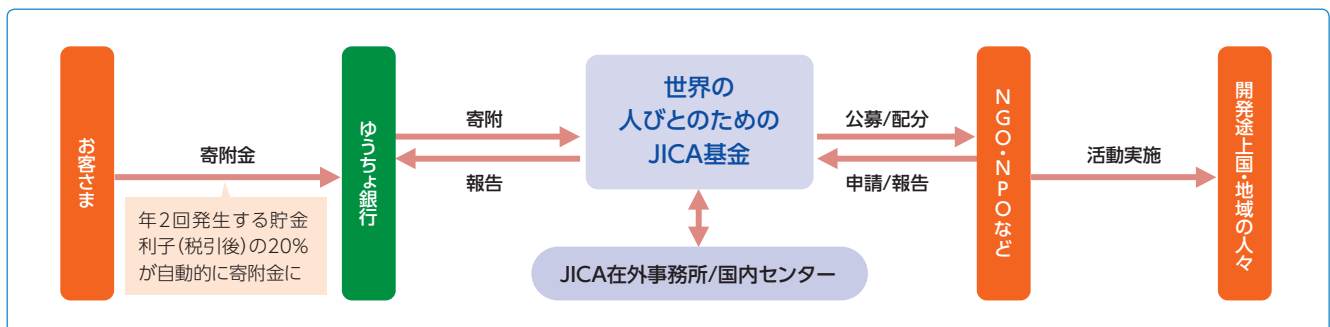 お客さま
寄附金
年2回発生する貯金
利子(税引後)の20%
が自動的に寄附金に
ゆうちょ銀行
寄附
報告
世界の
人びとのための
JICA基金
JICA在外事務所/国内センター
公募/配分
申請/報告
NGO・NPOなど
活動実施
開発途上国・地域の人々